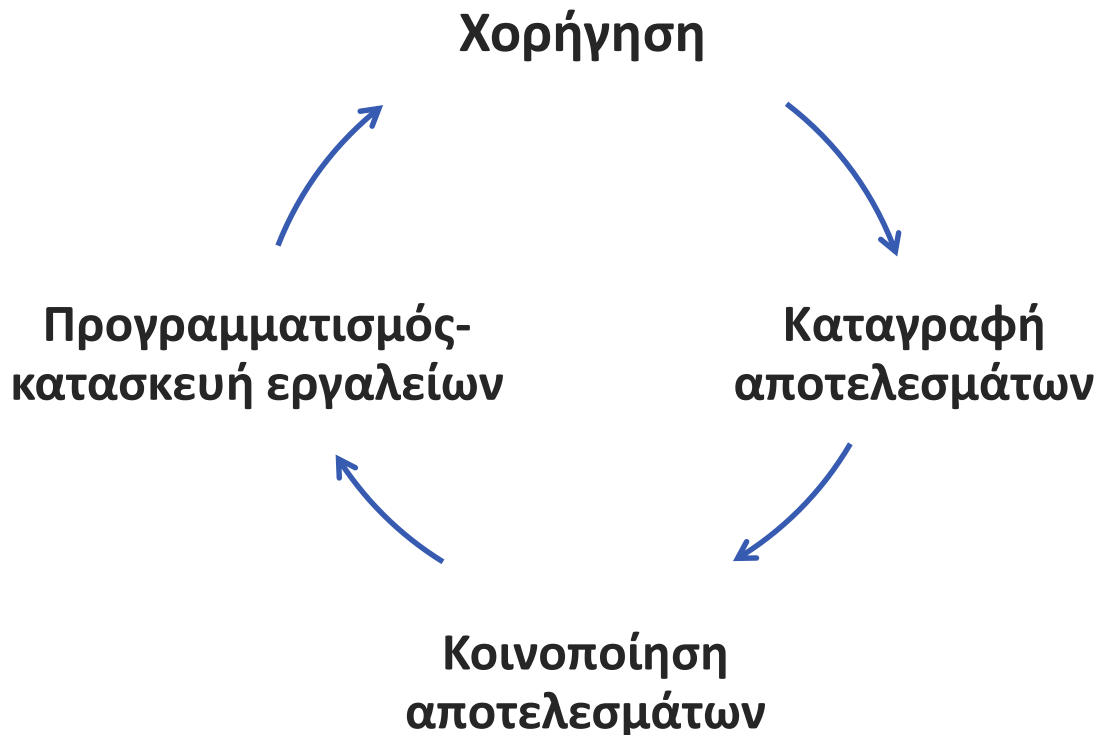 Χορήγηση
Προγραμματισμός-
κατασκευή εργαλείων
Καταγραφή
αποτελεσμάτων
Κοινοποίηση
αποτελεσμάτων